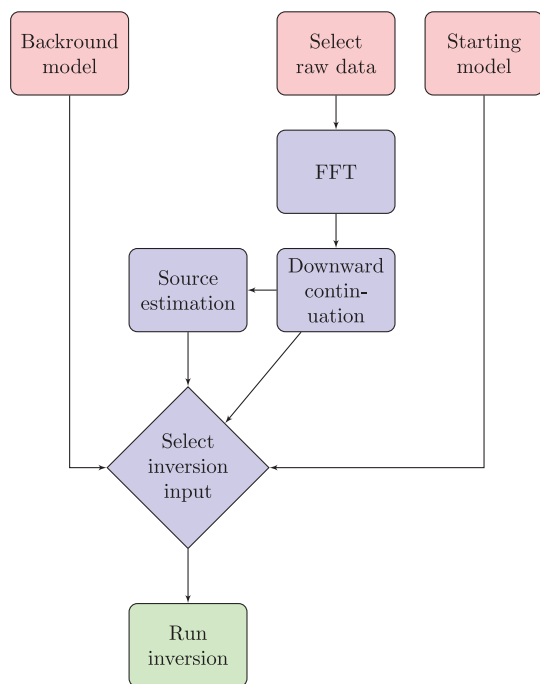 Backround
model
Select
raw data
Starting
model
FFT
Source
estimation
Downward
contin-
uation
Select
inversion
input
Run
inversion